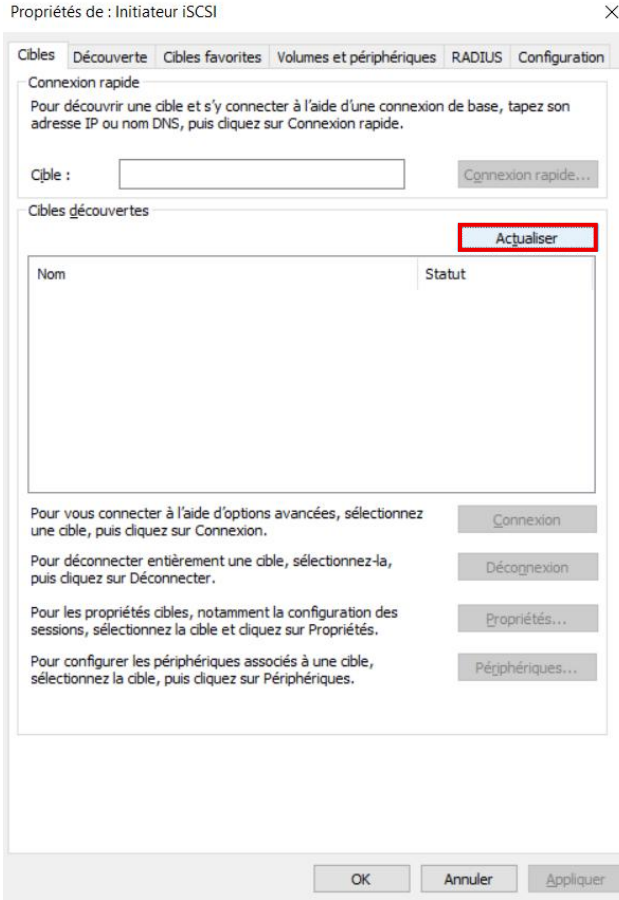 Propriétés de : Initiateur iSCSI
Cibles Découverte Cibles favorites Volumes et périphériques RADIUS Configuration
Connexion rapide
Pour découvrir une cible et s'y connecter à l'aide d'une connexion de base, tapez son
adresse IP ou nom DNS, puis cliquez sur Connexion rapide.
Cible : Connexion rapide...
Cibles découvertes
Actualiser
Nom Statut
Pour vous connecter à l'aide d'options avancées, sélectionnez
une cible, puis cliquez sur Connexion.
Connexion
Pour déconnecter entièrement une cible, sélectionnez-la,
puis cliquez sur Déconnecter.
Déconnexion
Pour les propriétés cibles, notamment la configuration des
sessions, sélectionnez la cible et cliquez sur Propriétés.
Propriétés...
Pour configurer les périphériques associés à une cible,
sélectionnez la cible, puis cliquez sur Périphériques.
Périphériques...
OK Annuler Appliquer